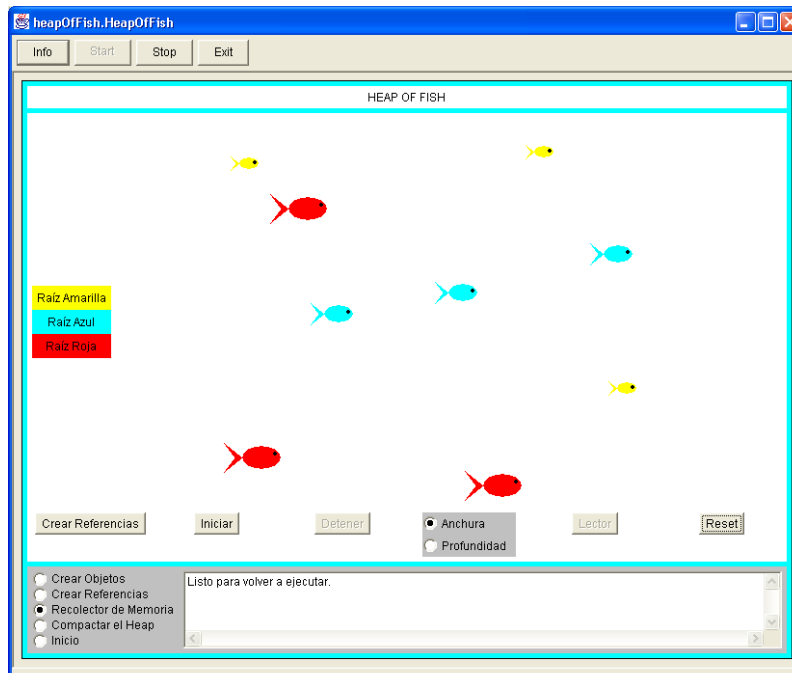 heapOfFish.HeapOfFish
Info Start Stop Exit
HEAP OF FISH
Raíz Amarilla
Raíz Azul
Raíz Roja
Crear Referencias Iniciar Detener Anchura Lector Reset
Profundidad
Crear Objetos
Crear Referencias
Recolector de Memoria
Compactar el Heap
Inicio
Listo para volver a ejecutar.